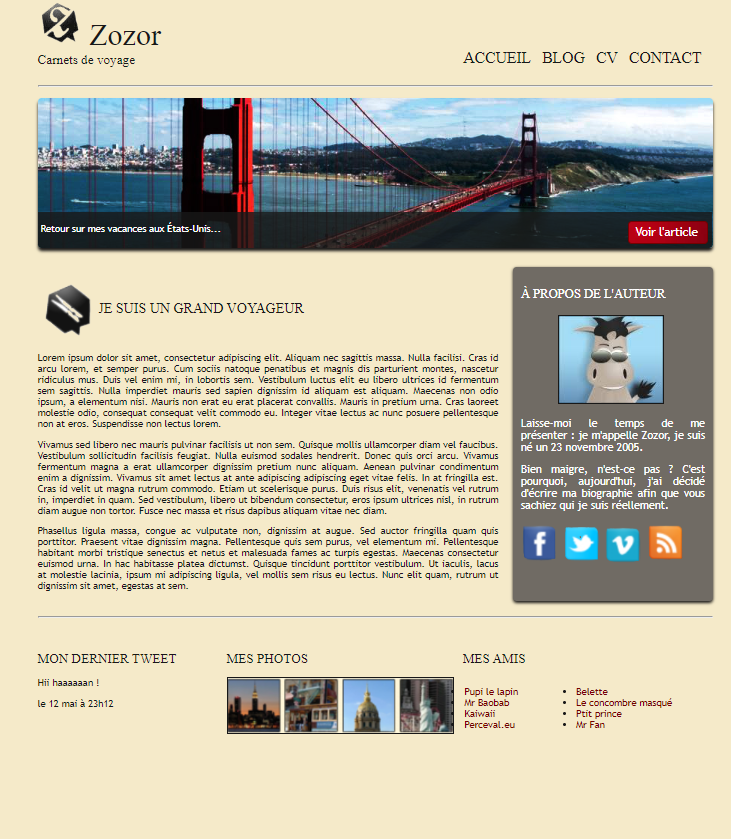 Zozor
Carnets de voyage
ACCUEIL BLOG CV CONTACT
Retour sur mes vacances aux États-Unis...
Voir l'article
JE SUIS UN GRAND VOYAGEUR
Lorem ipsum dolor sit amet, consectetur adipiscing elit. Aliquam nec sagittis massa. Nulla facilisi. Cras id
arcu lorem, et semper purus. Cum sociis natoque penatibus et magnis dis parturient montes, nascetur
ridiculus mus. Duis vel enim mi, in lobortis sem. Vestibulum luctus elit eu libero ultrices id fermentum
sem sagittis. Nulla imperdiet mauris sed sapien dignissim id aliquam est aliquam. Maecenas non odio
ipsum, a elementum nisi. Mauris non erat eu erat placerat convallis. Mauris in pretium urna. Cras laoreet
molestie odio, consequat consequat velit commodo eu. Integer vitae lectus ac nunc posuere pellentesque
non at eros. Suspendisse non lectus lorem.
Vivamus sed libero nec mauris pulvinar facilisis ut non sem. Quisque mollis ullamcorper diam vel faucibus.
Vestibulum sollicitudin facilisis feugiat. Nulla euismod sodales hendrerit. Donec quis orci arcu. Vivamus
fermentum magna a erat ullamcorper dignissim pretium nunc aliquam. Aenean pulvinar condimentum
enim a dignissim. Vivamus sit amet lectus at ante adipiscing adipiscing eget vitae felis. In at fringilla est.
Cras id velit ut magna rutrum commodo. Etiam ut scelerisque purus. Duis risus elit, venenatis vel rutrum
in, imperdiet in quam. Sed vestibulum, libero ut bibendum consectetur, eros ipsum ultrices nisl, in rutrum
diam augue non tortor. Fusce nec massa et risus dapibus aliquam vitae nec diam.
Phasellus ligula massa, congue ac vulputate non, dignissim at augue. Sed auctor fringilla quam quis
porttitor. Praesent vitae dignissim magna. Pellentesque quis sem purus, vel elementum mi. Pellentesque
habitant morbi tristique senectus et netus et malesuada fames ac turpis egestas. Maecenas consectetur
euismod urna. In hac habitasse platea dictumst. Quisque tincidunt porttitor vestibulum. Ut iaculis, lacus
at molestie lacinia, ipsum mi adipiscing ligula, vel mollis sem risus eu lectus. Nunc elit quam, rutrum ut
dignissim sit amet, egestas at sem.
À PROPOS DE L'AUTEUR
Laisse-moi le temps de me
présenter : je m'appelle Zozor, je suis
né un 23 novembre 2005.
Bien maigre, n'est-ce pas ? C'est
pourquoi, aujourd'hui, j'ai décidé
d'écrire ma biographie afin que vous
sachiez qui je suis réellement.
MON DERNIER TWEET
Hii haaaaaan !
le 12 mai à 23h12
MES PHOTOS
MES AMIS
Pupi le lapin
Mr Baobab
Kaiwaii
Perceval.eu
• Belette
• Le concombre masqué
• Ptit prince
• Mr Fan